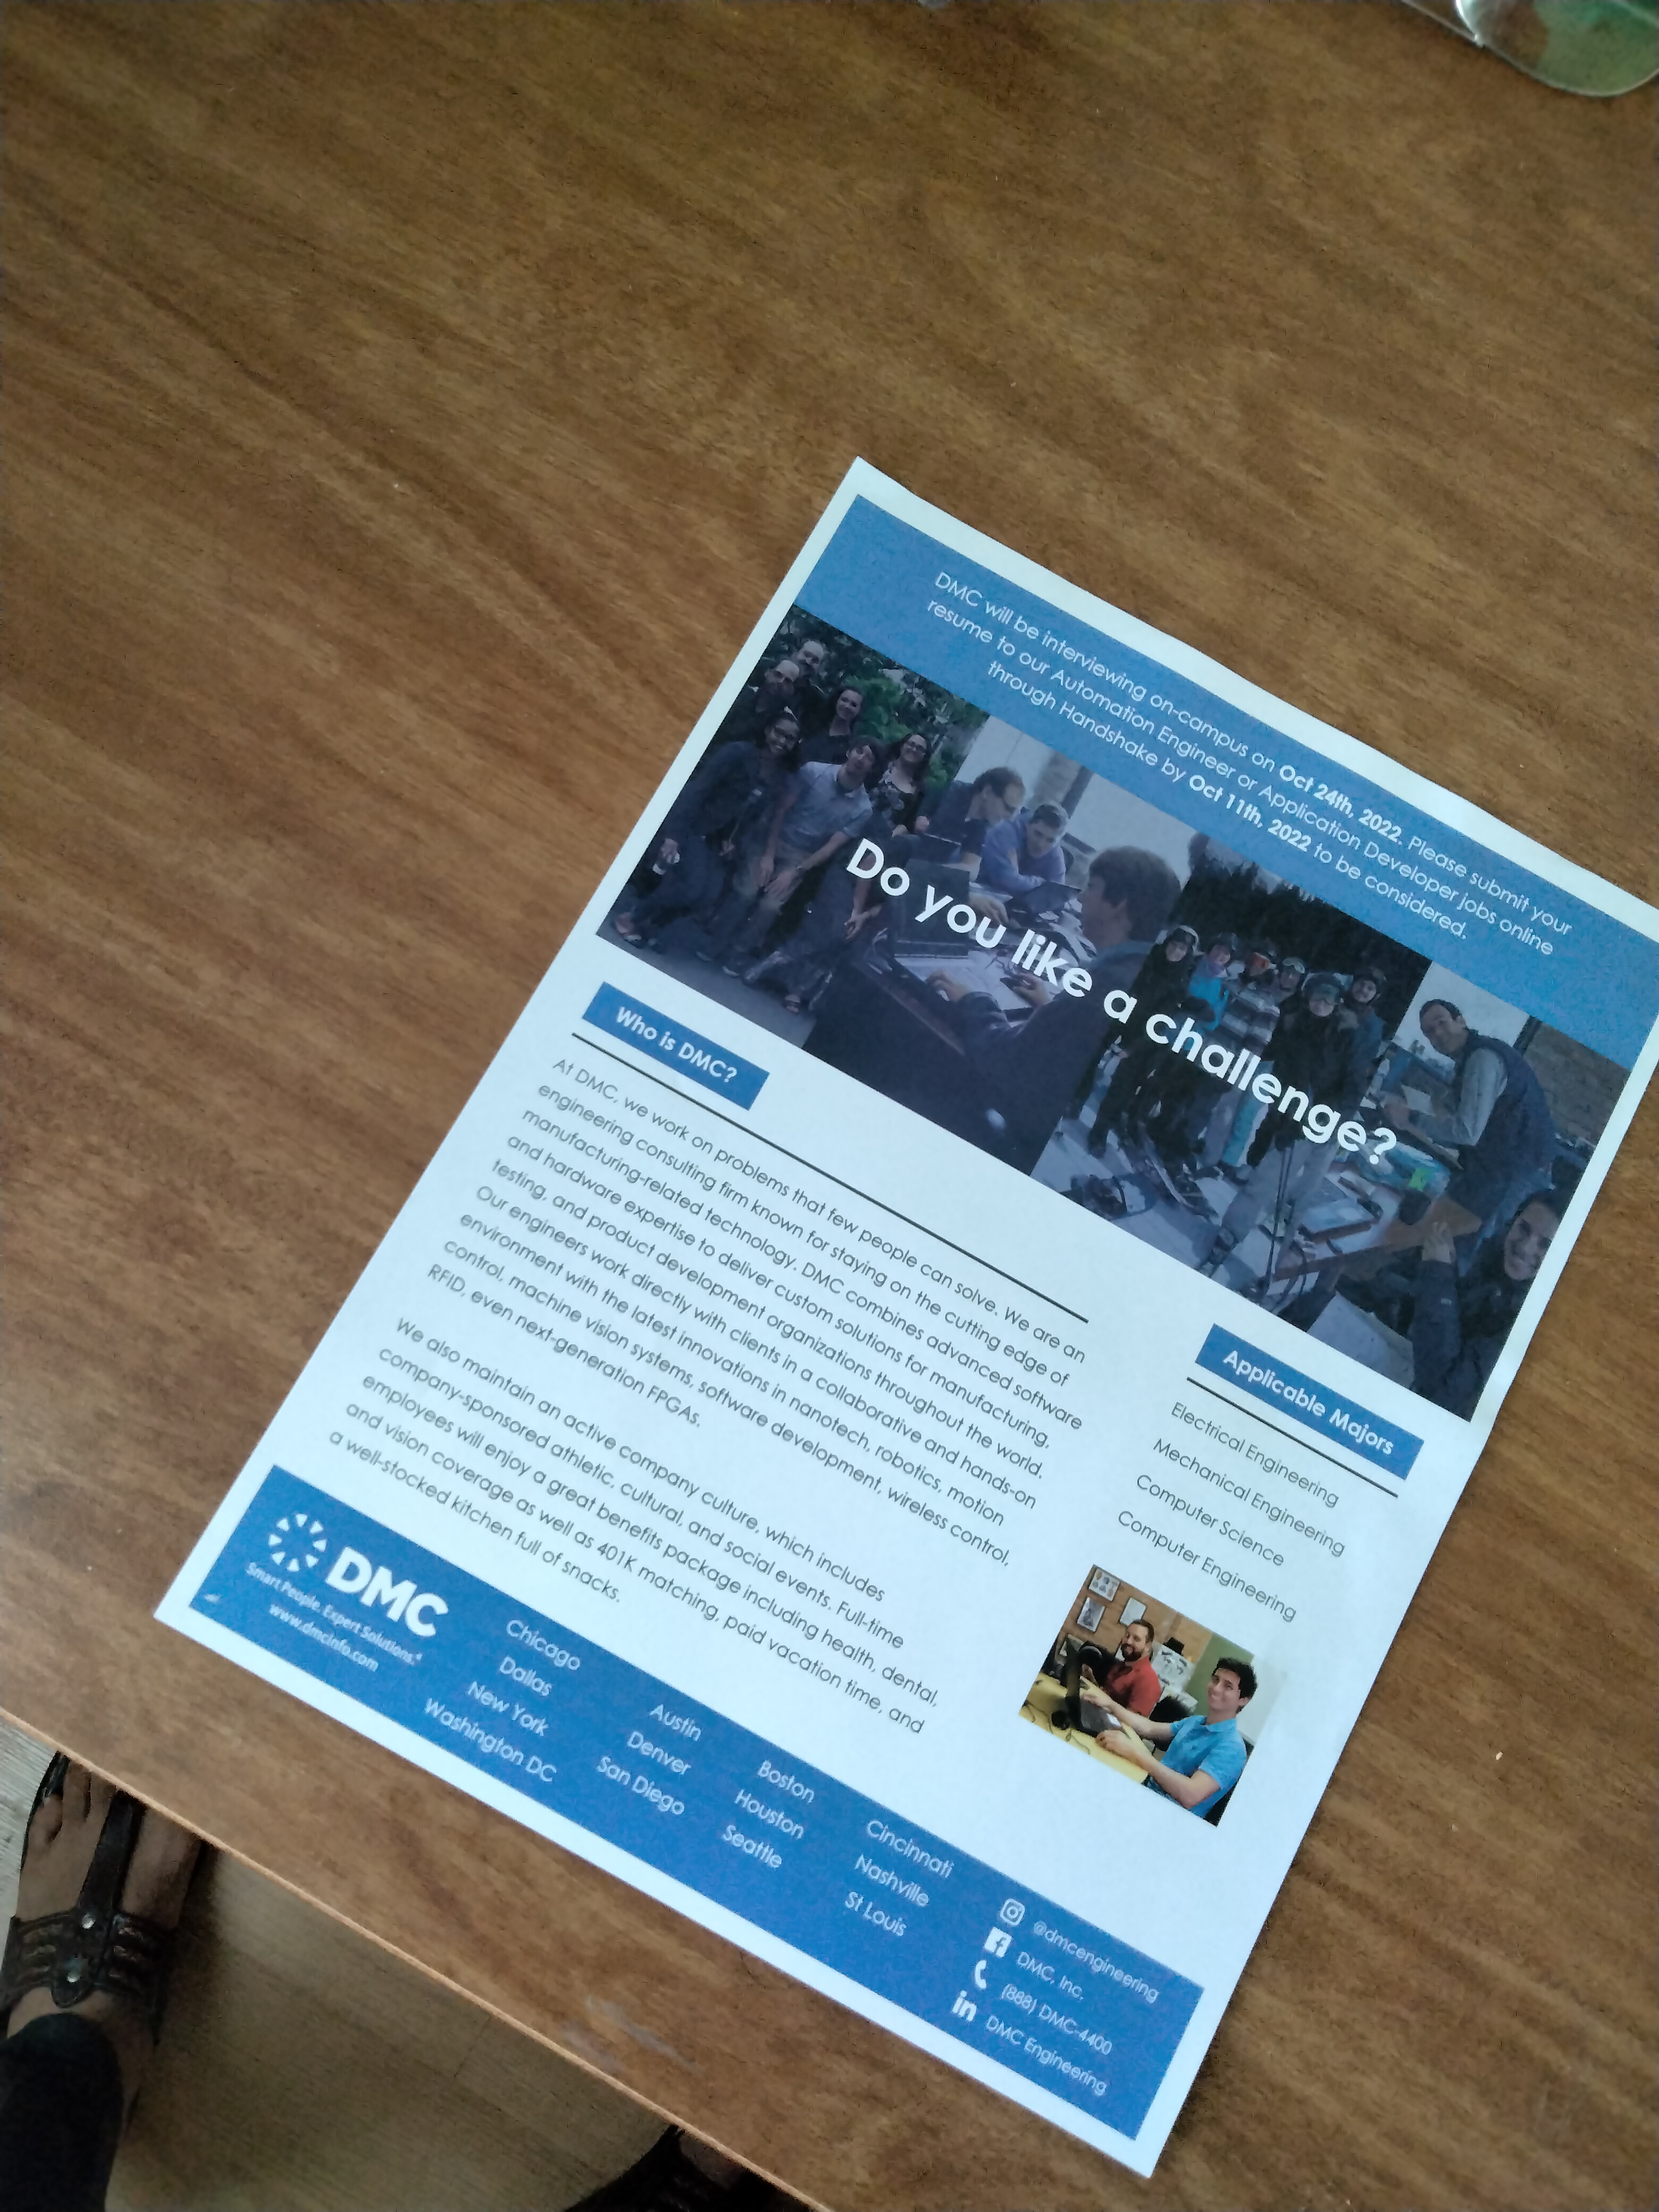 DMC will be interviewing on-campus on Oct 24th, 2022. Please submit your
resume to our Automation Engineer or Application Developer jobs online
through Handshake by Oct 11th, 2022 to be considered.
Do you like a challenge?
Who is DMC?
At DMC, we work on problems that few people can solve. We are an
engineering consulting firm known for staying on the cutting edge of
manufacturing-related technology. DMC combines advanced software
and hardware expertise to deliver custom solutions for manufacturing,
testing, and product development organizations throughout the world.
Our engineers work directly with clients in a collaborative and hands-on
environment with the latest innovations in nanotech, robotics, motion
control, machine vision systems, software development, wireless control,
RFID, even next-generation FPGAs.
We also maintain an active company culture, which includes
company-sponsored athletic, cultural, and social events. Full-time
employees will enjoy a great benefits package including health, dental,
and vision coverage as well as 401K matching, paid vacation time, and
a well-stocked kitchen full of snacks.
Applicable Majors
Electrical Engineering
Mechanical Engineering
Computer Science
Computer Engineering
DMC
Smart People. Expert Solutions.
www.dmcinfo.com
Chicago
Dallas
New York
Washington DC
Austin
Denver
San Diego
Boston
Houston
Seattle
Cincinnati
Nashville
St Louis
@dmcengineering
DMC, Inc.
(888) DMC-4400
in DMC Engineering